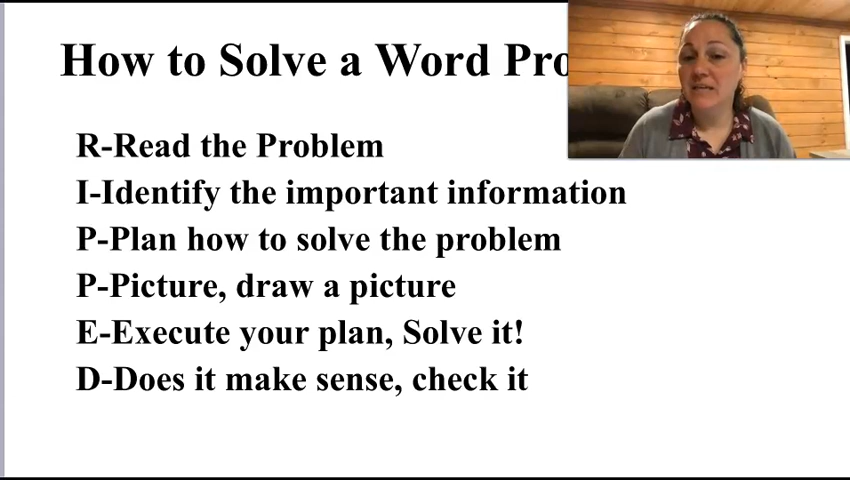 How to Solve a Word Pro
R-Read the Problem
I-Identify the important information
P-Plan how to solve the problem
P-Picture, draw a picture
E-Execute your plan, Solve it!
D-Does it make sense, check it